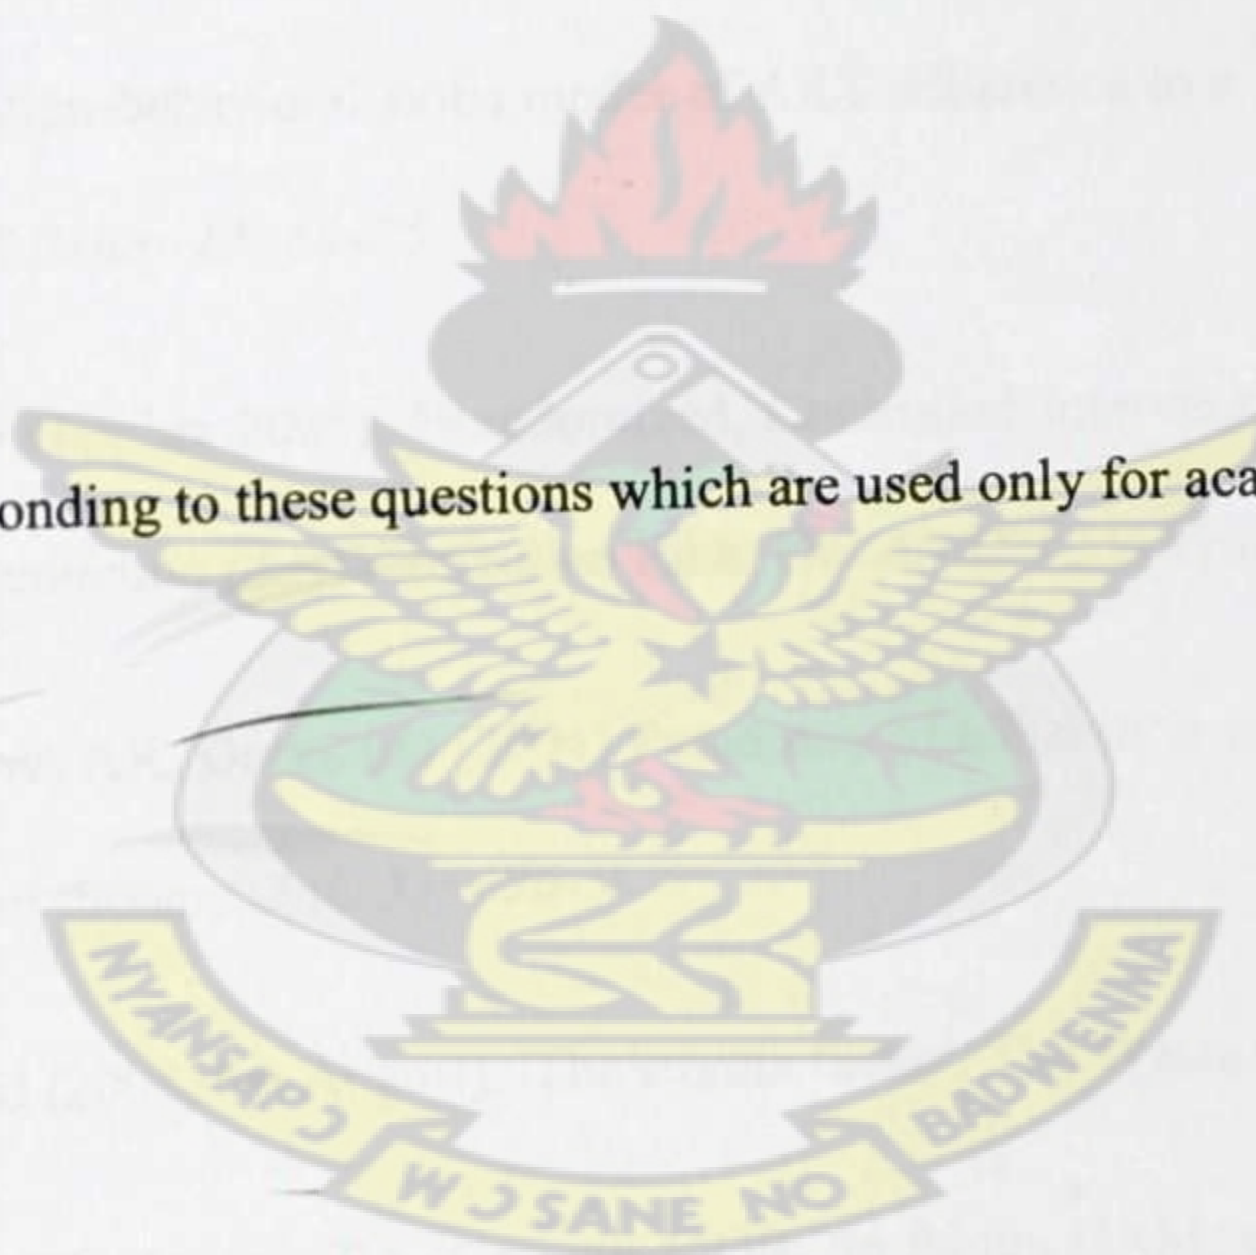 onding to these questions which are used only for aca
NYANSAPƆ
WƆSANE NO
BADWENMA